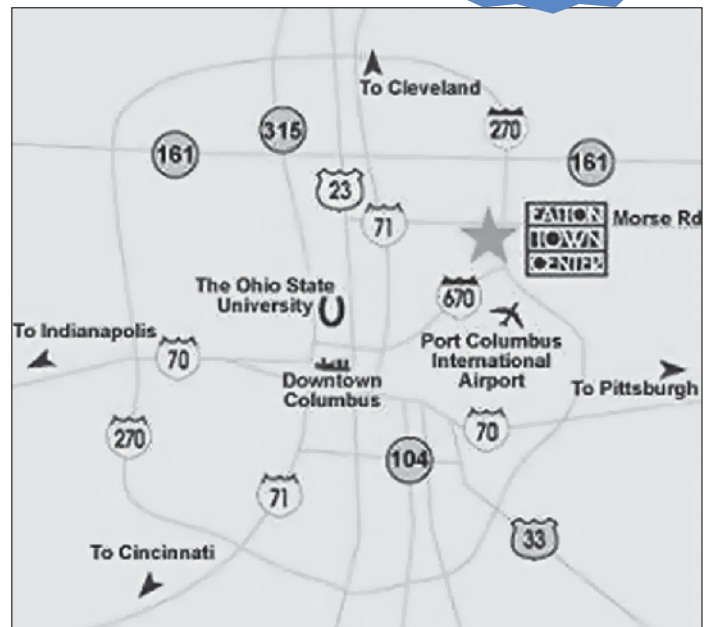 To Cleveland
315
270
161
161
23
71
EATION
TOWN
CENTER
Morse Rd
The Ohio State
University
670
To Indianapolis
70
Port Columbus
International
Airport
Downtown
Columbus
To Pittsburgh
270
70
104
71
33
To Cincinnati